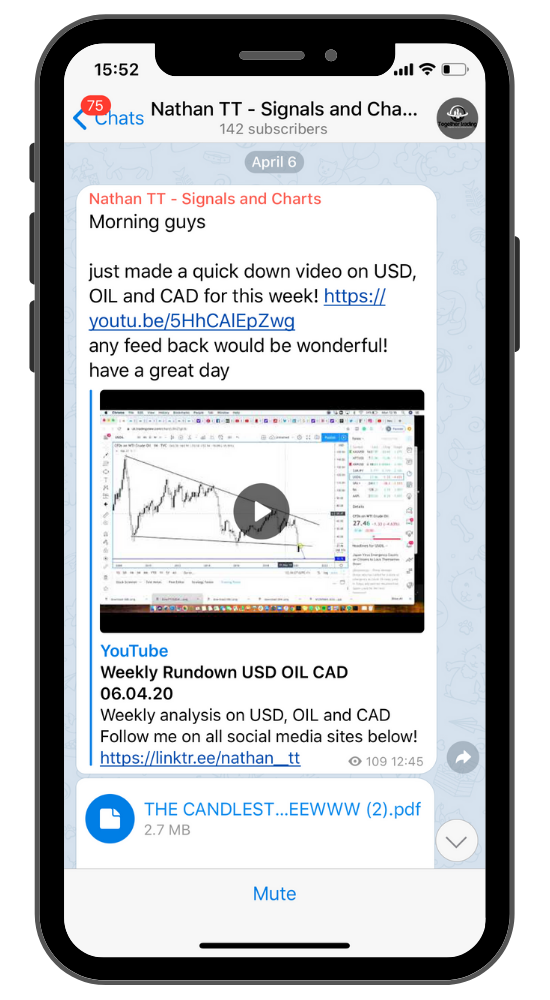 15:52
75
Chats
Nathan TT - Signals and Cha...
142 subscribers
April 6
Nathan TT - Signals and Charts
Morning guys
just made a quick down video on USD,
OIL and CAD for this week! https://
youtu.be/5HhCAlEpZwg
any feed back would be wonderful!
have a great day
27.46
YouTube
Weekly Rundown USD OIL CAD
06.04.20
Weekly analysis on USD, OIL and CAD
Follow me on all social media sites below!
https://linktr.ee/nathan__tt
109 12:45
THE CANDLEST...EEWWW (2).pdf
2.7 MB
Mute